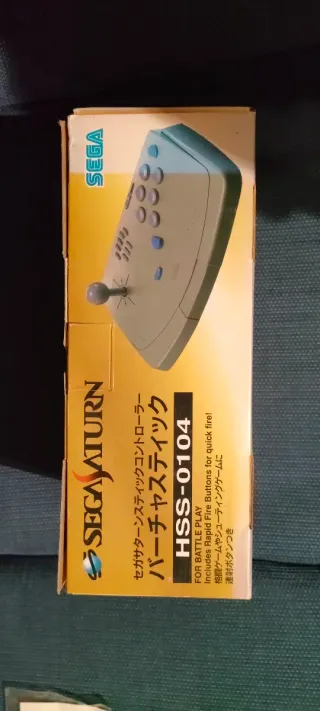 SEGA
SEGA SATURN
セガサターンスティックコントローラー
バーチャスティック
HSS-0104
FOR BATTLE PLAY
Includes Rapid Fire Buttons for quick fire!
格闘ゲームやシューティングゲームに
連射ボタンつき